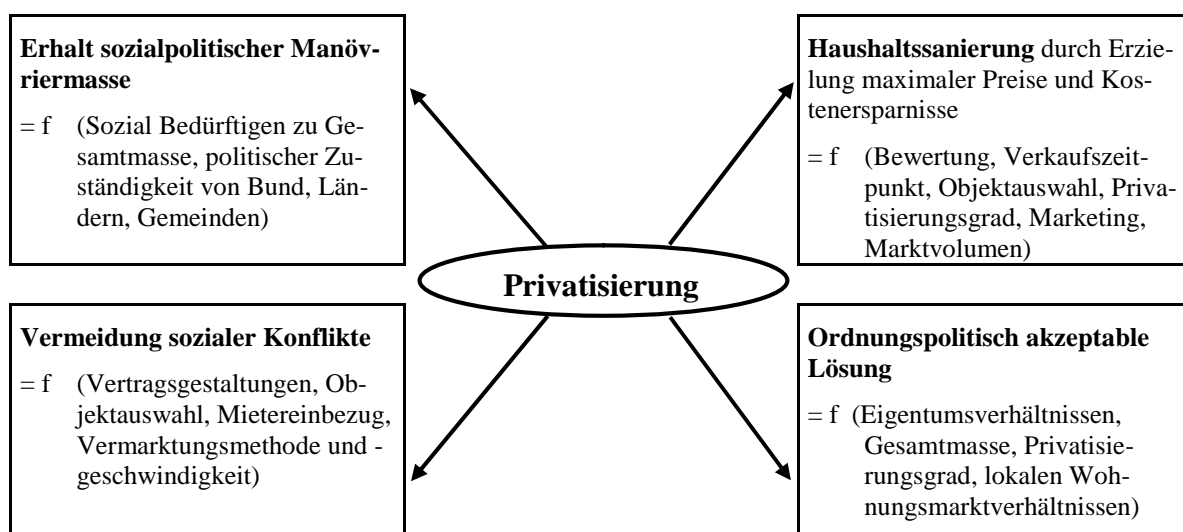 Erhalt sozialpolitischer Manöv-
riermasse
= f (Sozial Bedürftigen zu Ge-
samtmasse, politischer Zu-
ständigkeit von Bund, Län-
dern, Gemeinden)
Haushaltssanierung durch Erzie-
lung maximaler Preise und Kos-
tenersparnisse
= f (Bewertung, Verkaufszeit-
punkt, Objektauswahl, Priva-
tisierungsgrad, Marketing,
Marktvolumen)
Privatisierung
Vermeidung sozialer Konflikte
= f (Vertragsgestaltungen, Ob-
jektauswahl, Mietereinbezug,
Vermarktungsmethode und -
geschwindigkeit)
Ordnungspolitisch akzeptable
Lösung
= f (Eigentumsverhältnissen,
Gesamtmasse, Privatisie-
rungsgrad, lokalen Woh-
nungsmarktverhältnissen)